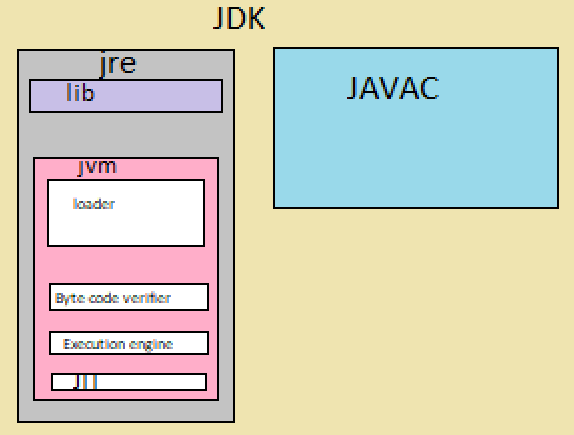 JDK
jre
lib
JAVAC
jvm
loader
Byte code verifier
Execution engine
JIT